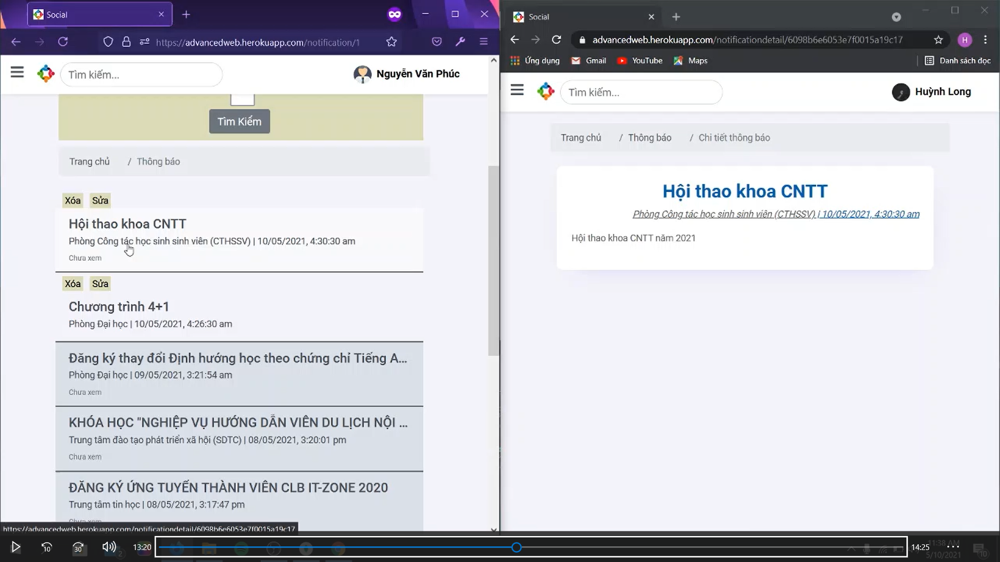 Social
https://advancedweb.herokuapp.com/notification/1
Tìm kiếm...
Nguyễn Văn Phúc
Tìm Kiếm
Trang chủ / Thông báo
Xóa Sửa
Hội thao khoa CNTT
Phòng Công tác học sinh sinh viên (CTHSSV) | 10/05/2021, 4:30:30 am
Chưa xem
Xóa Sửa
Chương trình 4+1
Phòng Đại học | 10/05/2021, 4:26:30 am
Đăng ký thay đổi Định hướng học theo chứng chỉ Tiếng A...
Phòng Đại học | 09/05/2021, 3:21:54 am
Chưa xem
KHÓA HỌC "NGHIỆP VỤ HƯỚNG DẪN VIÊN DU LỊCH NỘI ...
Trung tâm đào tạo phát triển xã hội (SDTC) | 08/05/2021, 3:20:01 pm
Chưa xem
ĐĂNG KÝ ỨNG TUYỂN THÀNH VIÊN CLB IT-ZONE 2020
Trung tâm tin học | 08/05/2021, 3:17:47 pm
Chưa xem
https://advancedweb.herokuapp.com/notificationdetail/6098b6e6053e7f0015a19c17
Social
advancedweb.herokuapp.com/notificationdetail/6098b6e6053e7f0015a19c17
H
Ứng dụng Gmail YouTube Maps Danh sách đọc
Tìm kiếm...
Huỳnh Long
Trang chủ / Thông báo / Chi tiết thông báo
Hội thao khoa CNTT
Phòng Công tác học sinh sinh viên (CTHSSV) | 10/05/2021, 4:30:30 am
Hội thao khoa CNTT năm 2021
10 30 2 13:20 14:25
11:38 AM
5/10/2021
10